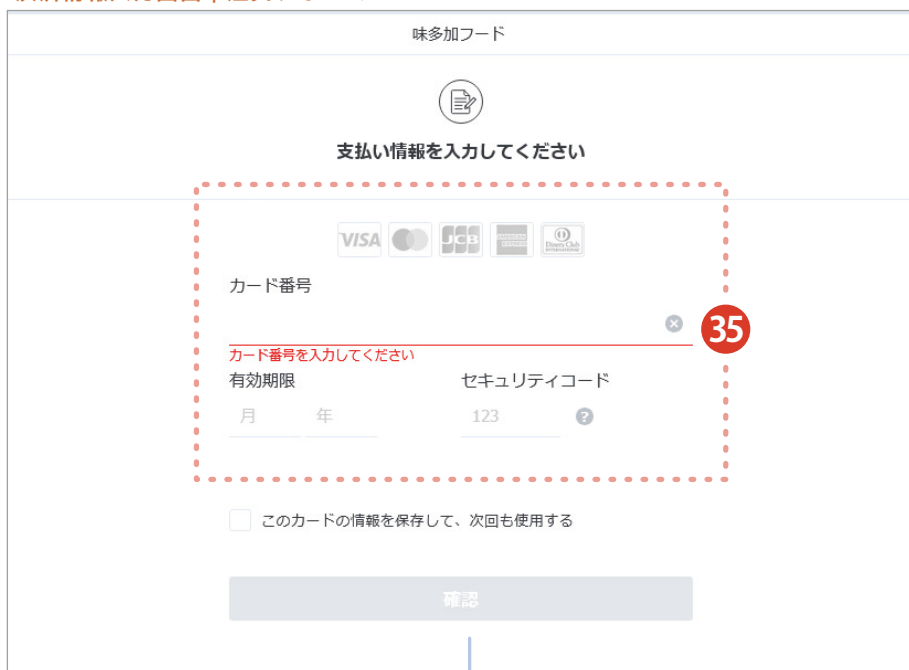 味多加フード
支払い情報を入力してください
VISA JCB AMERICAN EXPRESS Diners Club INTERNATIONAL
カード番号
35
カード番号を入力してください
有効期限 セキュリティコード
月 年 123 ?
このカードの情報を保存して、次回も使用する
確認